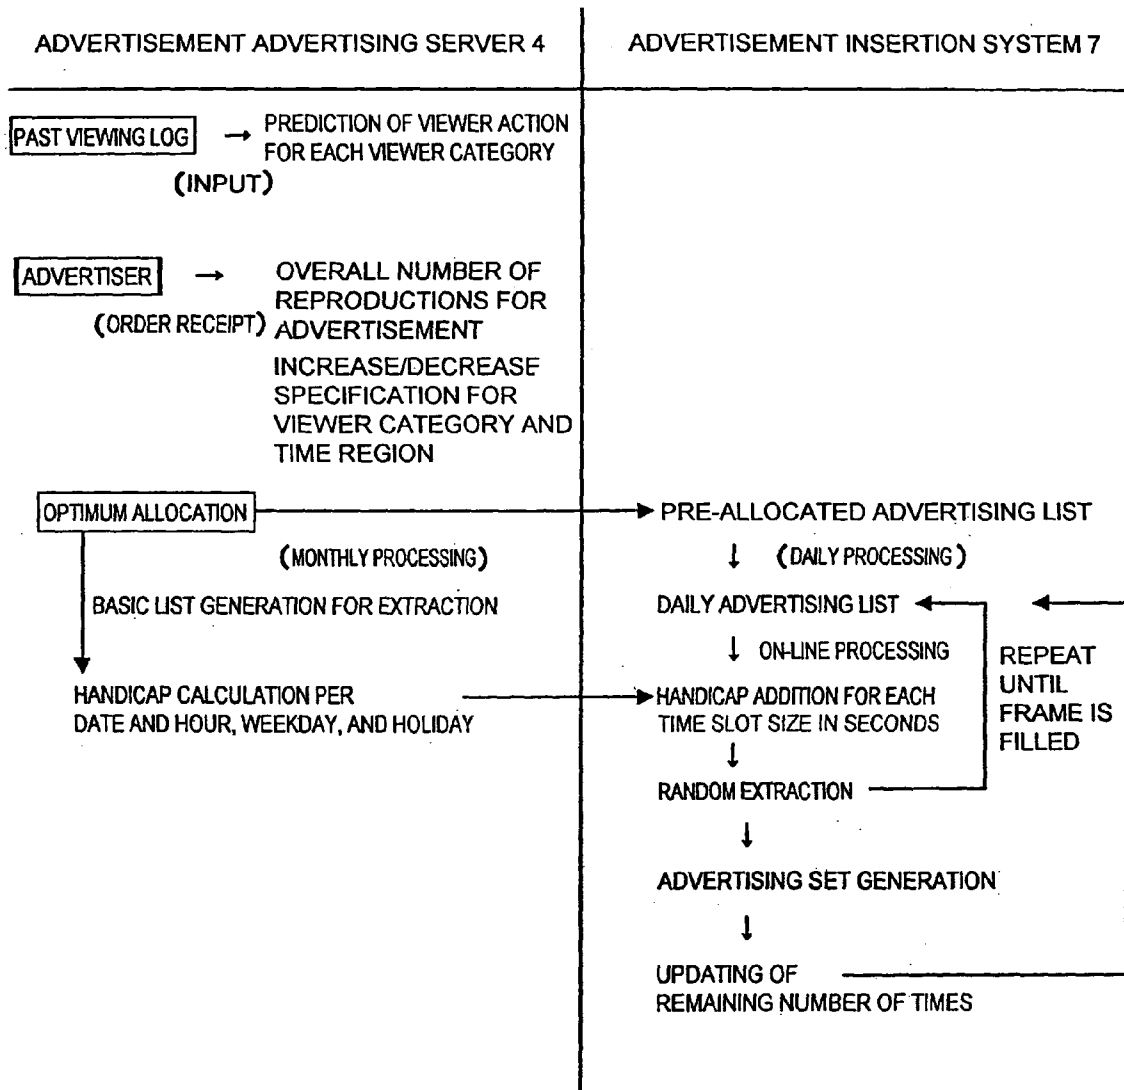 ADVERTISEMENT ADVERTISING SERVER 4
ADVERTISEMENT INSERTION SYSTEM 7
PAST VIEWING LOG → PREDICTION OF VIEWER ACTION
FOR EACH VIEWER CATEGORY
(INPUT)
ADVERTISER → OVERALL NUMBER OF
REPRODUCTIONS FOR
(ORDER RECEIPT) ADVERTISEMENT
INCREASE/DECREASE
SPECIFICATION FOR
VIEWER CATEGORY AND
TIME REGION
OPTIMUM ALLOCATION
(MONTHLY PROCESSING)
BASIC LIST GENERATION FOR EXTRACTION
HANDICAP CALCULATION PER
DATE AND HOUR, WEEKDAY, AND HOLIDAY
PRE-ALLOCATED ADVERTISING LIST
↓ (DAILY PROCESSING)
DAILY ADVERTISING LIST
↓ ON-LINE PROCESSING
HANDICAP ADDITION FOR EACH
TIME SLOT SIZE IN SECONDS
↓
RANDOM EXTRACTION
REPEAT
UNTIL
FRAME IS
FILLED
↓
ADVERTISING SET GENERATION
↓
UPDATING OF
REMAINING NUMBER OF TIMES